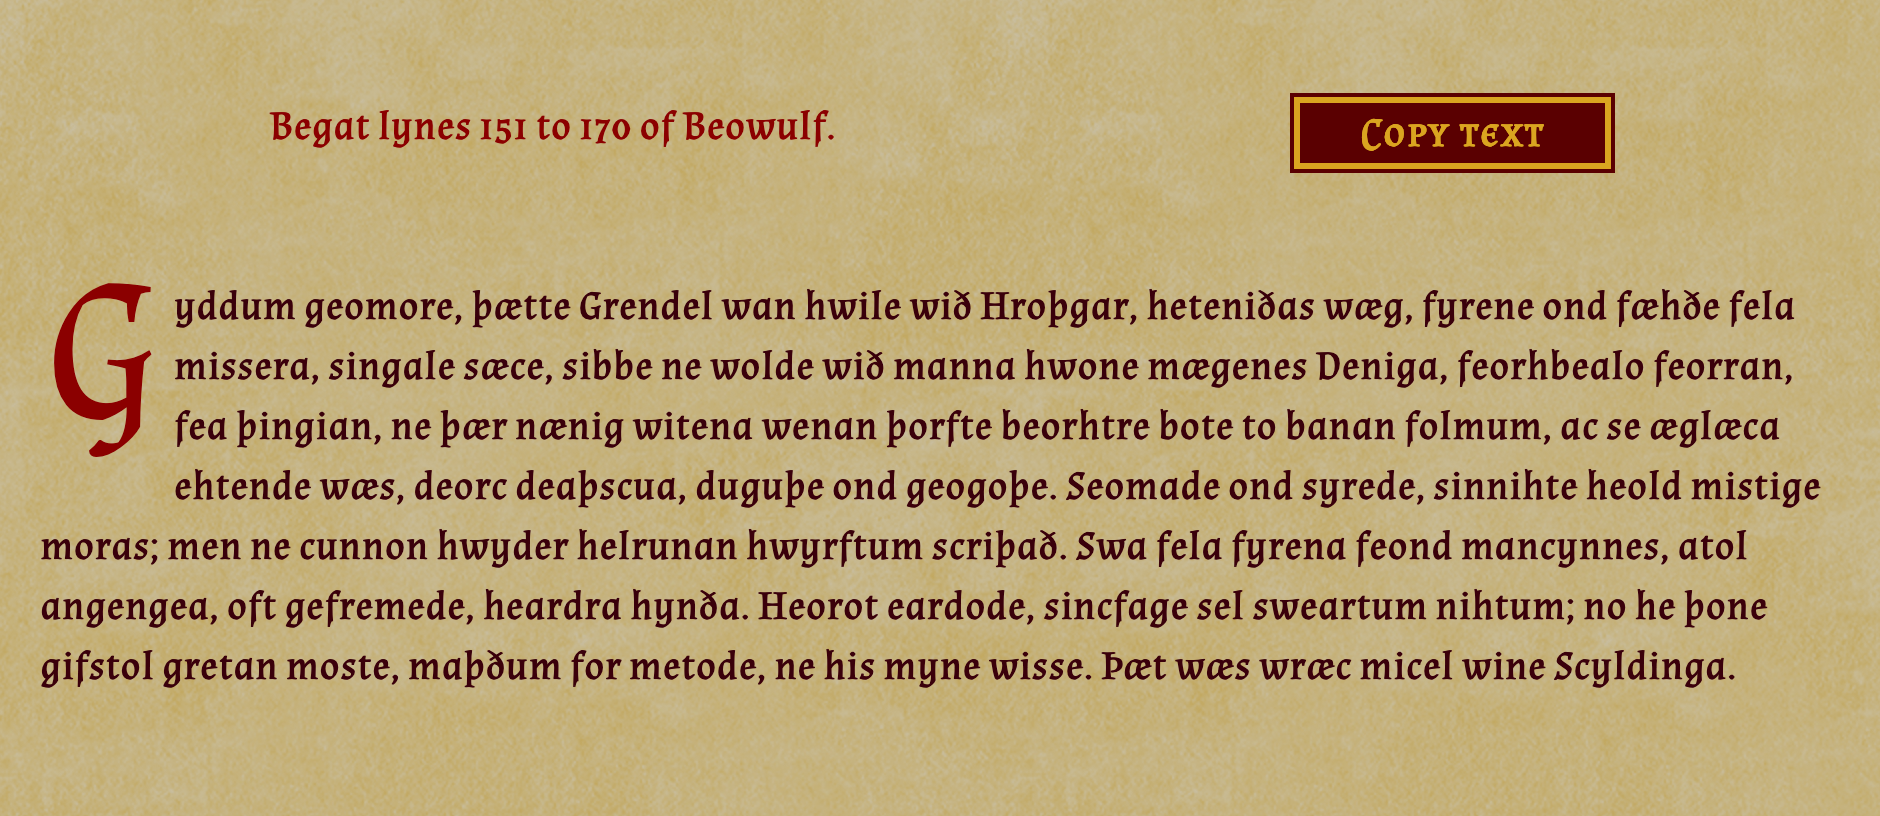 Begat lynes 151 to 170 of Beowulf.
Copy text
Gyddum geomore, þætte Grendel wan hwile wið Hroþgar, heteniðas wæg, fyrene ond fæhðe fela
missera, singale sæce, sibbe ne wolde wið manna hwone mægenes Deniga, feorhbealo feorran,
fea þingian, ne þær nænig witena wenan þorfte beorhtre bote to banan folmum, ac se æglæca
ehtende wæs, deorc deaþscua, duguþe ond geogoþe. Seomade ond syrede, sinnihte heold mistige
moras; men ne cunnon hwyder helrunan hwyrftum scriþað. Swa fela fyrena feond mancynnes, atol
angengea, oft gefremede, heardra hynða. Heorot eardode, sincfage sel sweartum nihtum; no he þone
gifstol gretan moste, maþðum for metode, ne his myne wisse. Þæt wæs wræc micel wine Scyldinga.